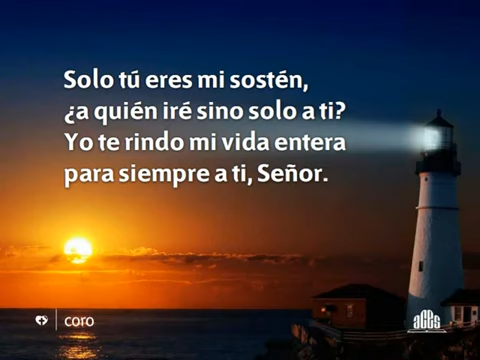 Solo tú eres mi sostén,
¿a quién iré sino solo a ti?
Yo te rindo mi vida entera
para siempre a ti, Señor.
coro
aces